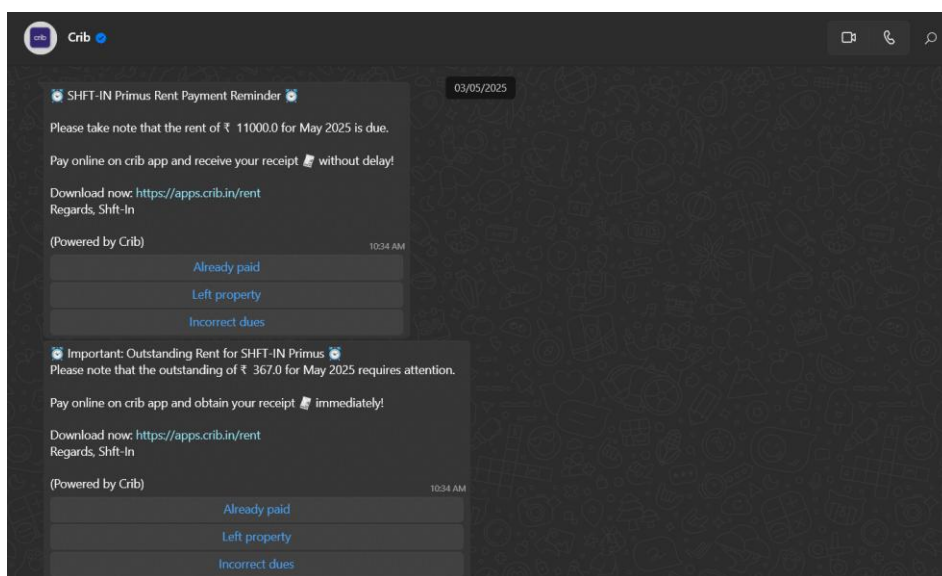 crib
Crib
03/05/2025
SHFT-IN Primus Rent Payment Reminder
Please take note that the rent of ₹ 11000.0 for May 2025 is due.
Pay online on crib app and receive your receipt without delay!
Download now: https://apps.crib.in/rent
Regards, Shft-In
(Powered by Crib)
10:34 AM
Already paid
Left property
Incorrect dues
Important: Outstanding Rent for SHFT-IN Primus
Please note that the outstanding of ₹ 367.0 for May 2025 requires attention.
Pay online on crib app and obtain your receipt immediately!
Download now: https://apps.crib.in/rent
Regards, Shft-In
(Powered by Crib)
10:34 AM
Already paid
Left property
Incorrect dues